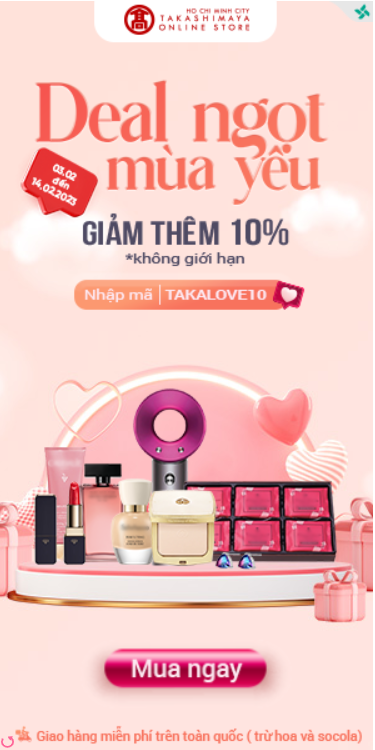 HO CHI MINH CITY
TAKASHIMAYA
ONLINE STORE
Deal ngọt
mùa yêu
03.02
đến
14.02.2023
GIẢM THÊM 10%
*không giới hạn
Nhập mã | TAKALOVE10
Mua ngay
Giao hàng miễn phí trên toàn quốc ( trừ hoa và socola)